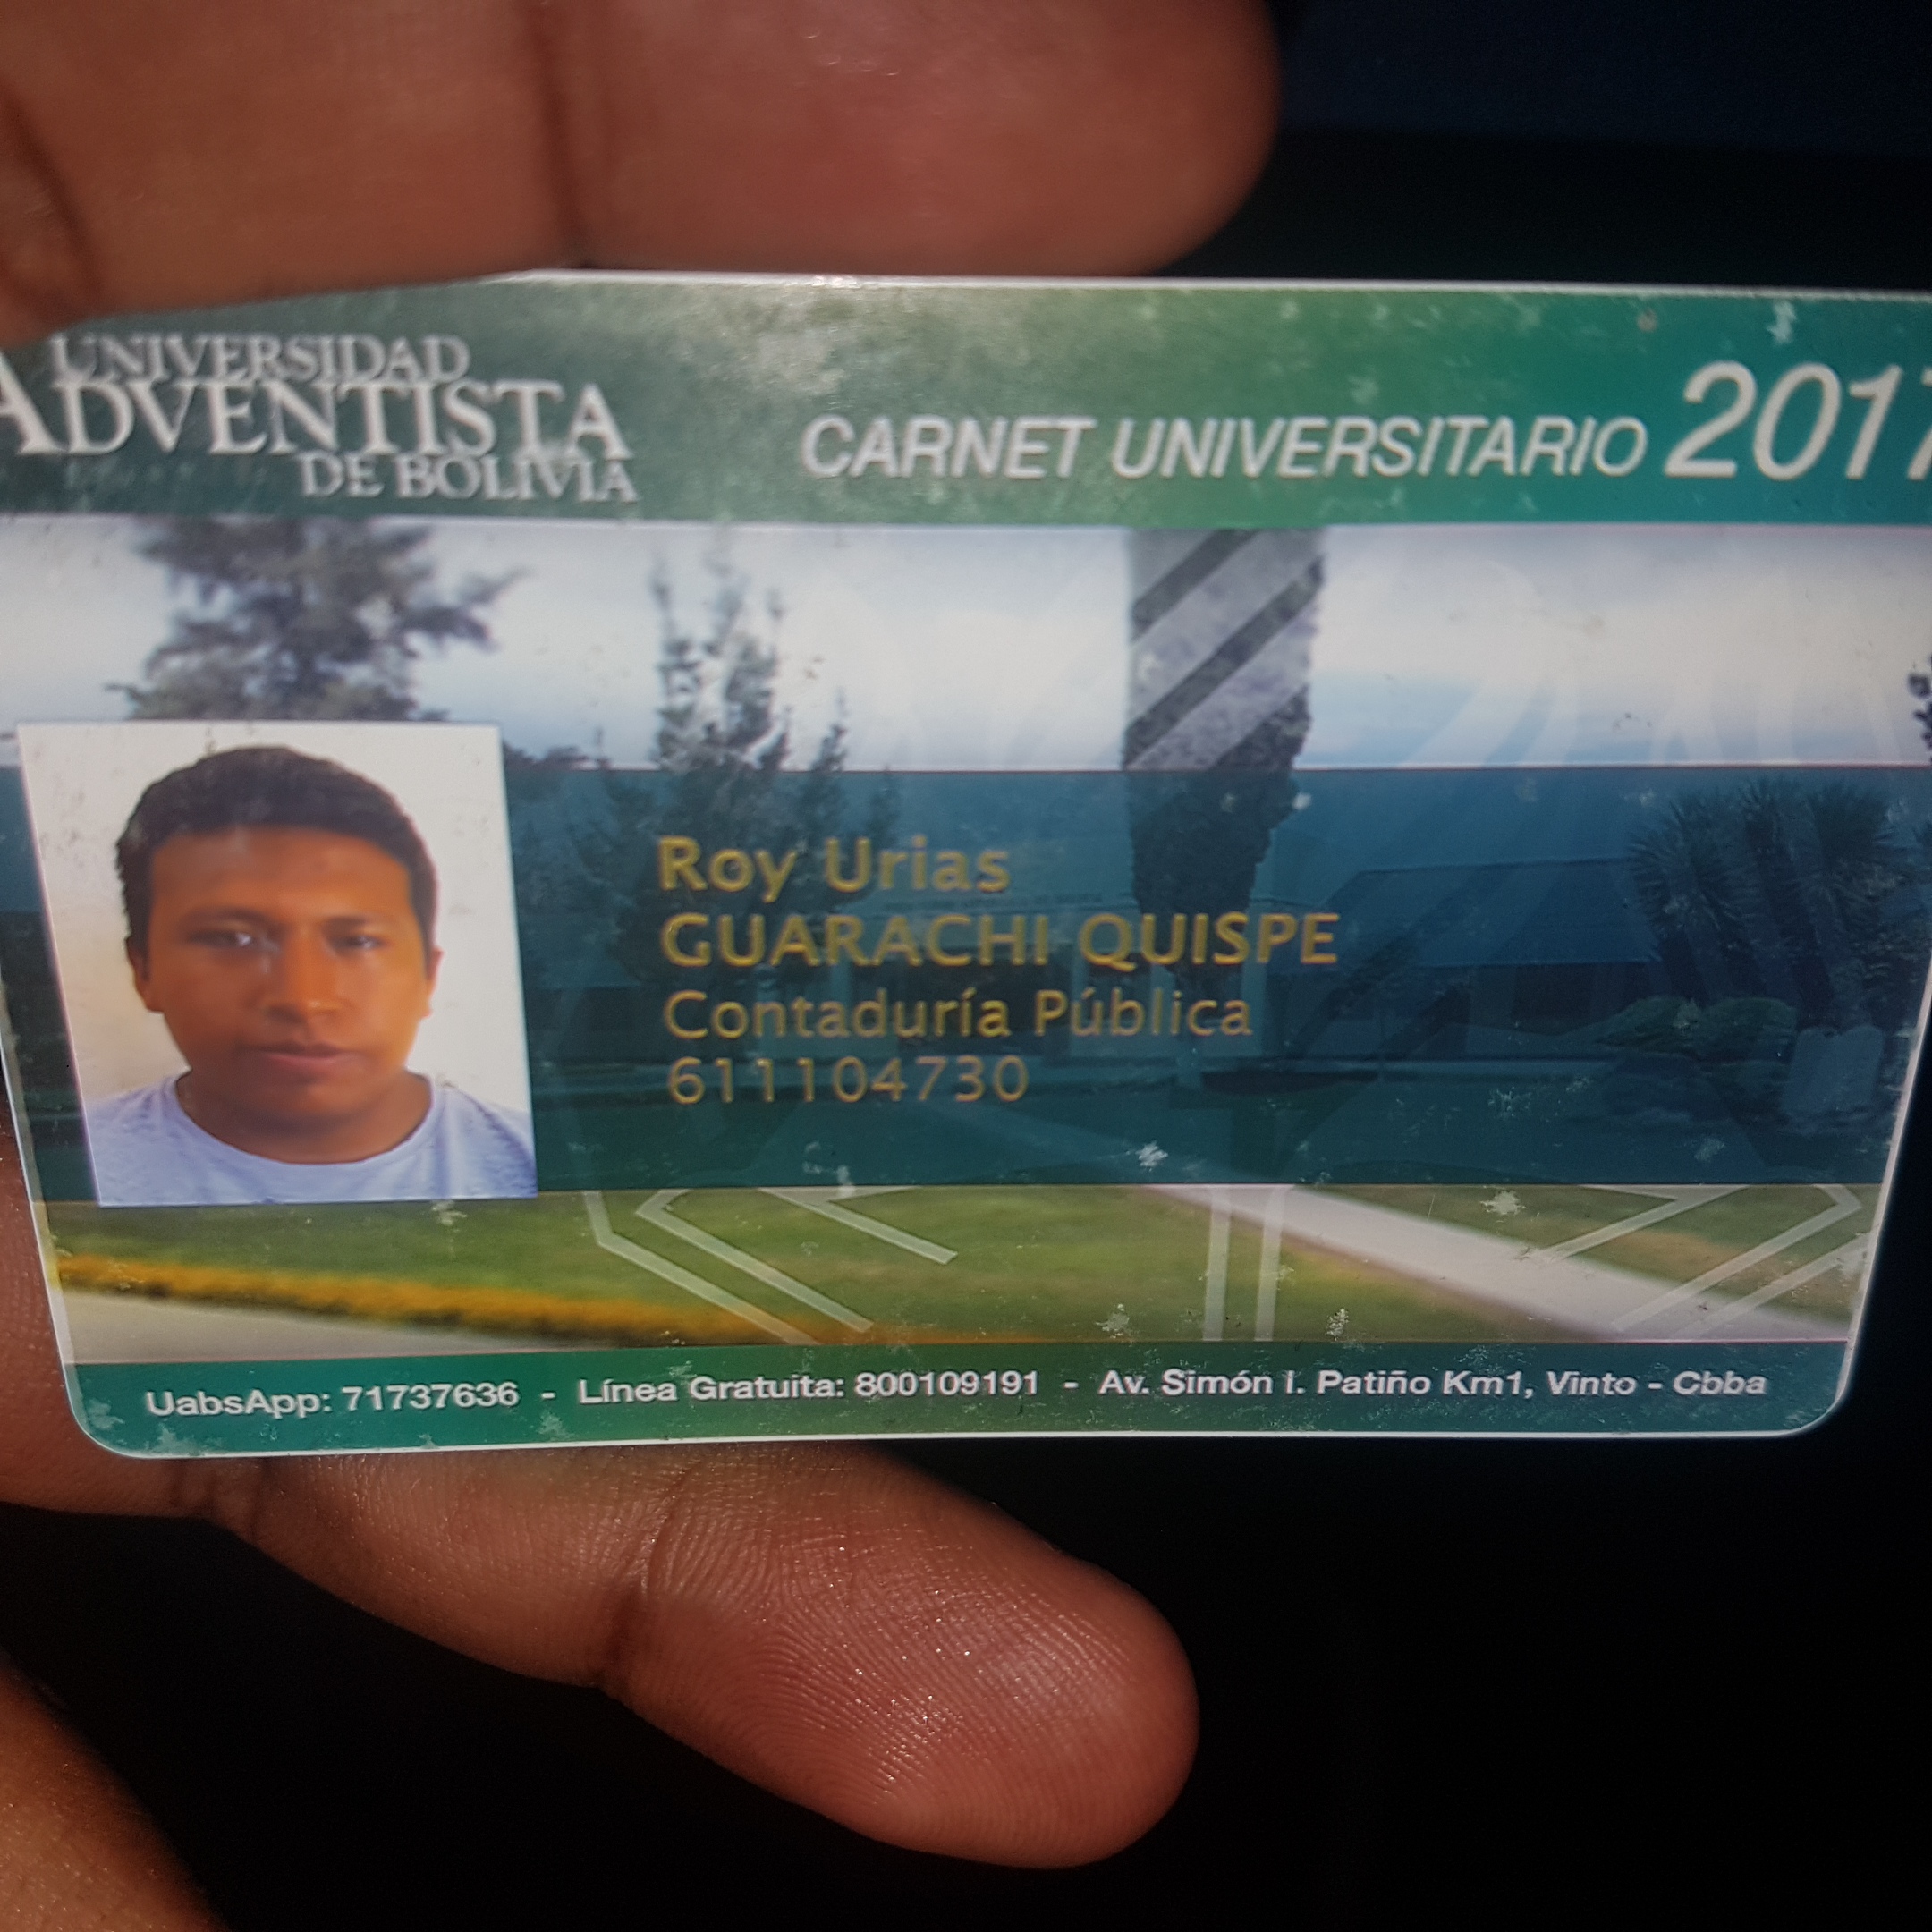 UNIVERSIDAD
ADVENTISTA
DE BOLIVIA
CARNET UNIVERSITARIO 2017
Roy Urias
GUARACHI QUISPE
Contaduría Pública
611104730
UabsApp: 71737636 - Línea Gratuita: 800109191 - Av. Simón I. Patiño Km1, Vinto - Cbba